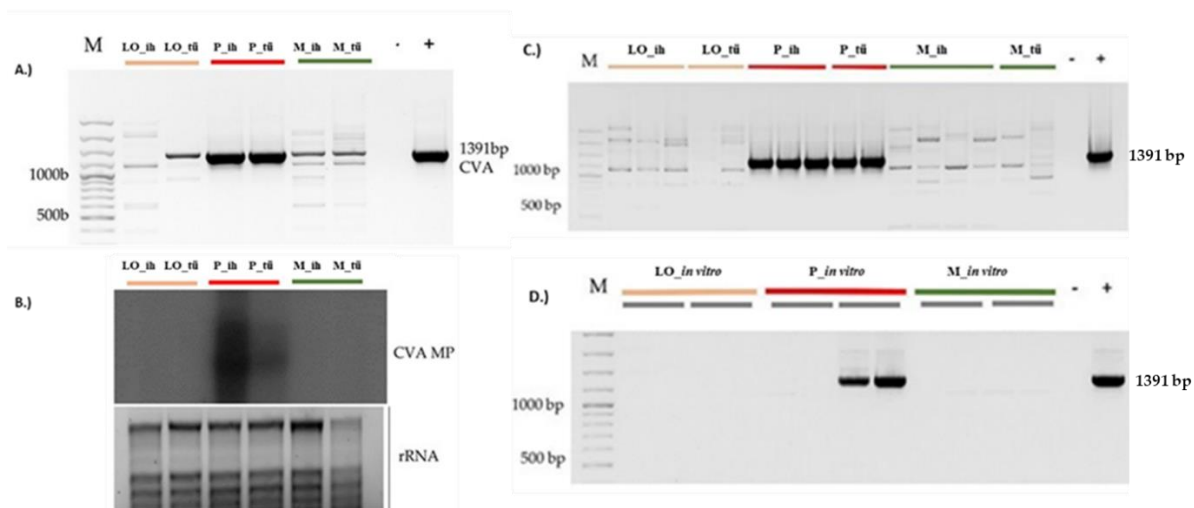 A.)
M LO_ih LO_tü P_ih P_tü M_ih M_tü - +
1391bp
CVA
1000b
500b
B.)
LO_ih LO_tü P_ih P_tü M_ih M_tü
CVA MP
rRNA
C.)
M LO_ih LO_tü P_ih P_tü M_ih M_tü - +
1391 bp
1000 bp
500 bp
D.)
M LO_in vitro P_in vitro M_in vitro - +
1391 bp
1000 bp
500 bp